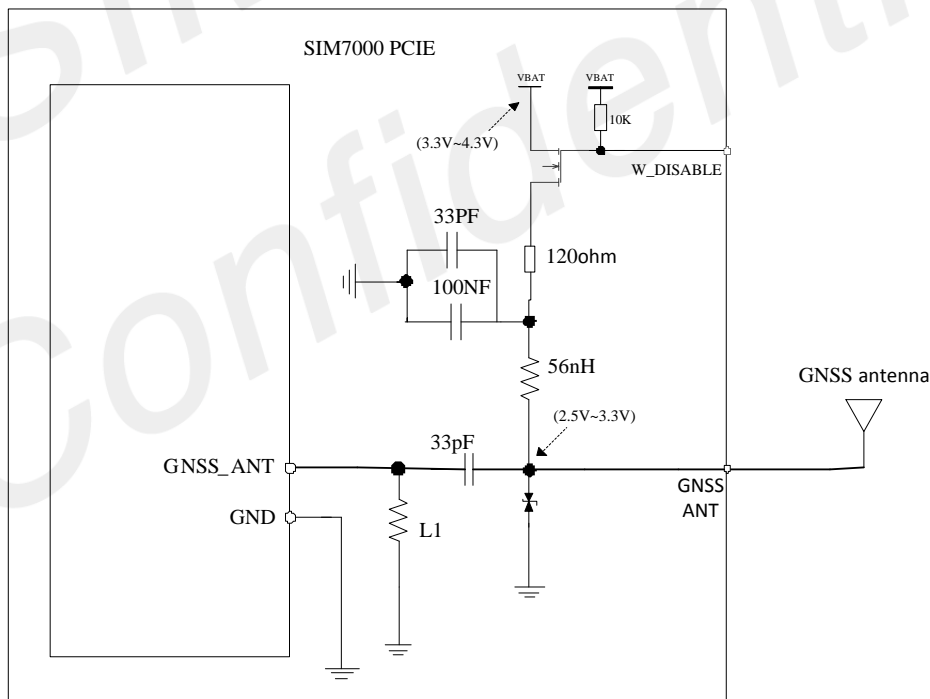 SIM7000 PCIE
VBAT
VBAT
10K
(3.3V~4.3V)
W_DISABLE
33PF
120ohm
100NF
56nH
GNSS antenna
(2.5V~3.3V)
33pF
GNSS_ANT
GNSS
ANT
GND
L1
Confidenti